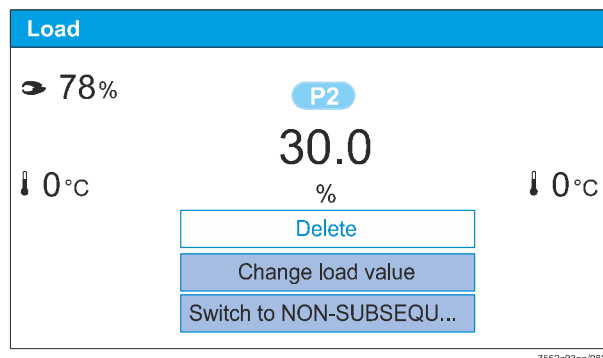 Load
78%
P2
30.0
0°C
%
0°C
Delete
Change load value
Switch to NON-SUBSEQU...